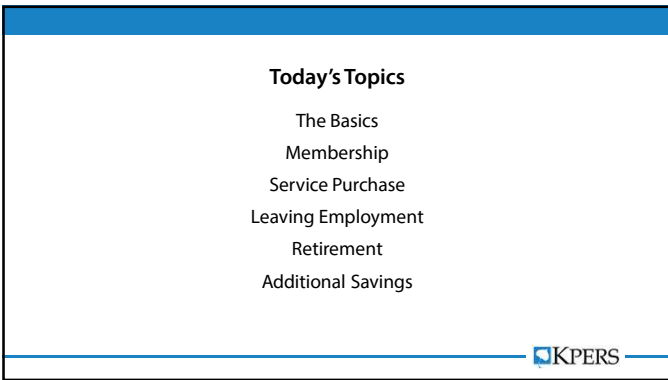 Today's Topics
The Basics
Membership
Service Purchase
Leaving Employment
Retirement
Additional Savings
KPERS